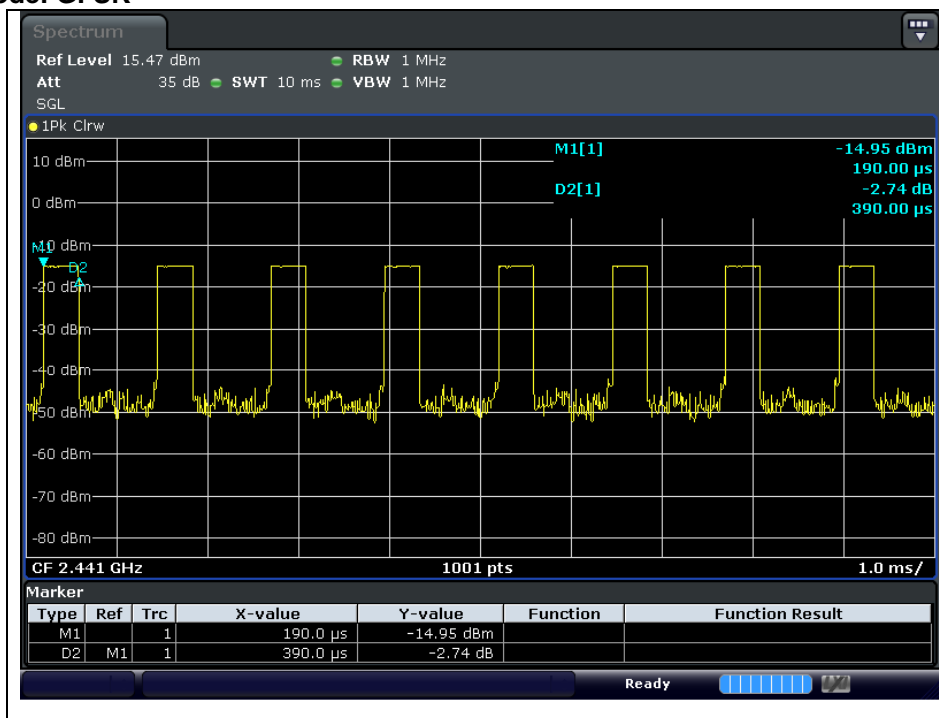 Spectrum
Ref Level 15.47 dBm RBW 1 MHz
Att 35 dB SWT 10 ms VBW 1 MHz
SGL
1Pk Clrw
M1[1] -14.95 dBm
190.00 µs
D2[1] -2.74 dB
390.00 µs
10 dBm
0 dBm
-10 dBm
M1
D2
-20 dBm
-30 dBm
-40 dBm
-50 dBm
-60 dBm
-70 dBm
-80 dBm
CF 2.441 GHz 1001 pts 1.0 ms/
Marker
Type Ref Trc X-value Y-value Function Function Result
M1 1 190.0 µs -14.95 dBm
D2 M1 1 390.0 µs -2.74 dB
Ready